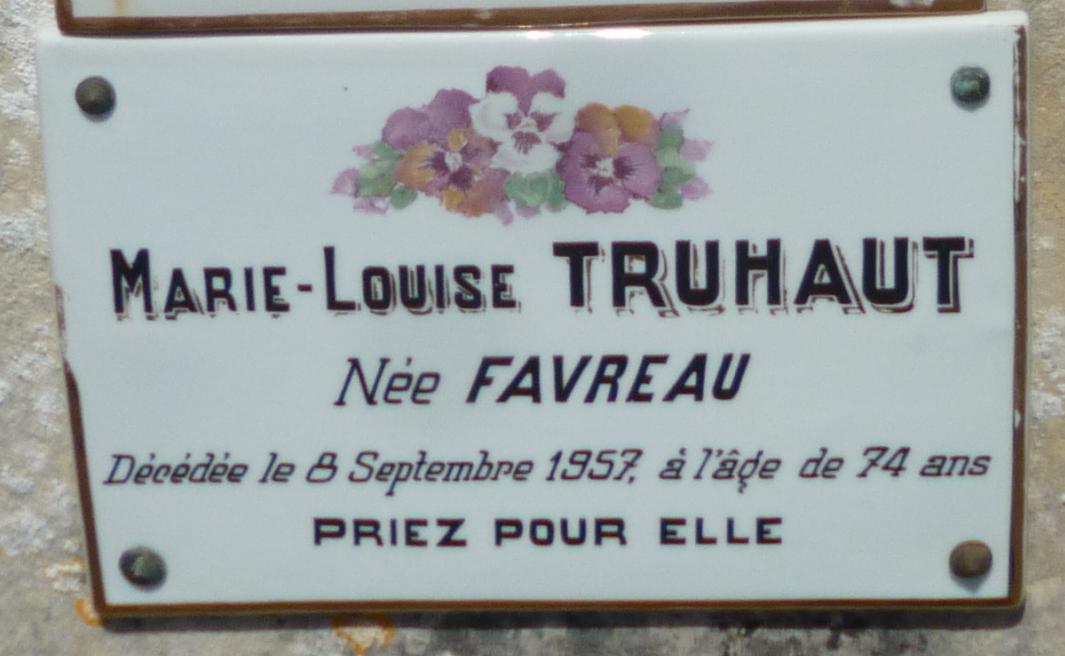 MARIE-LOUISE TRUHAUT
Née FAVREAU
Décédée le 8 Septembre 1957, à l'âge de 74 ans
PRIEZ POUR ELLE